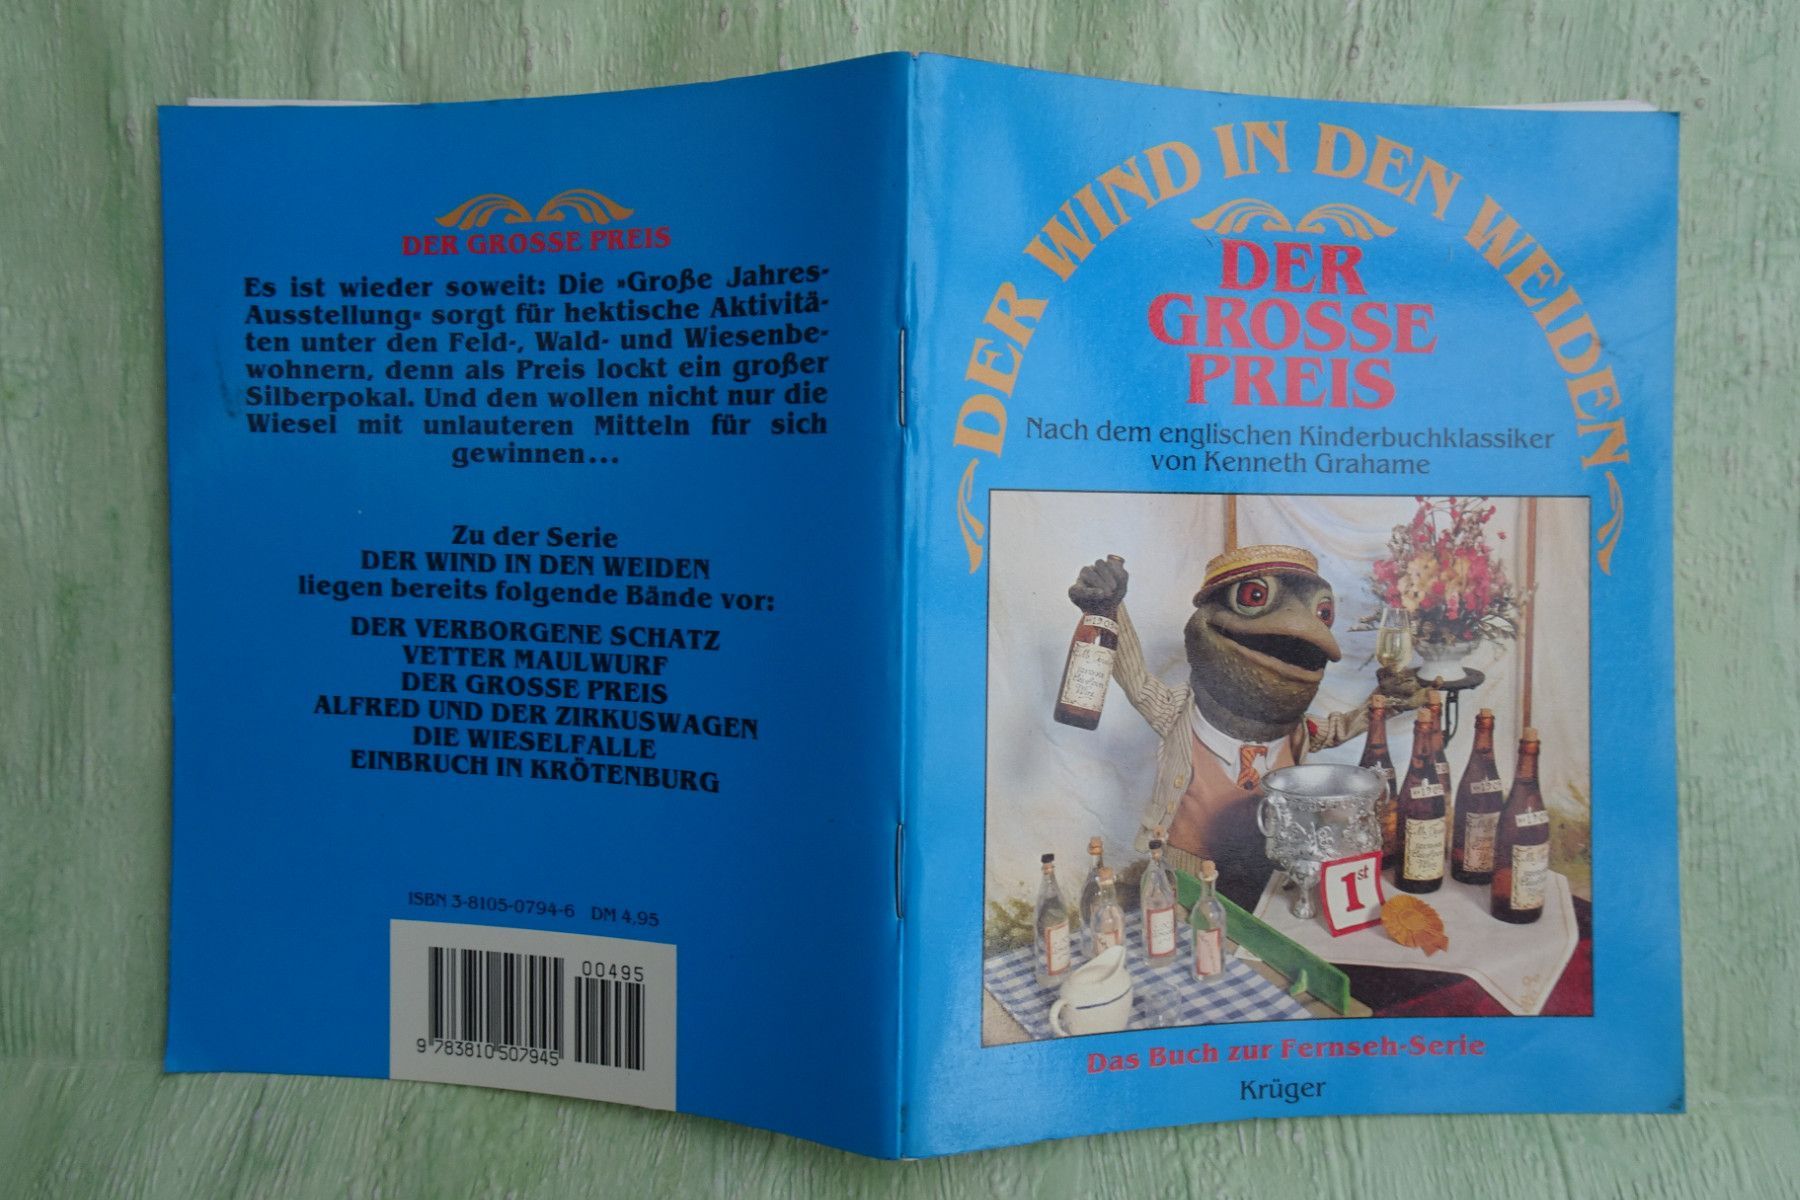 DER GROSSE PREIS
Es ist wieder soweit: Die »Große Jahres-
Ausstellung« sorgt für hektische Aktivitä-
ten unter den Feld-, Wald- und Wiesenbe-
wohnern, denn als Preis lockt ein großer
Silberpokal. Und den wollen nicht nur die
Wiesel mit unlauteren Mitteln für sich
gewinnen...
Zu der Serie
DER WIND IN DEN WEIDEN
liegen bereits folgende Bände vor:
DER VERBORGENE SCHATZ
VETTER MAULWURF
DER GROSSE PREIS
ALFRED UND DER ZIRKUSWAGEN
DIE WIESELFALLE
EINBRUCH IN KRÖTENBURG
ISBN 3-8105-0794-6 DM 4,95
00495
9 783810 507945
DER WIND IN DEN WEIDEN
DER
GROSSE
PREIS
Nach dem englischen Kinderbuchklassiker
von Kenneth Grahame
1st
Das Buch zur Fernseh-Serie
Krüger